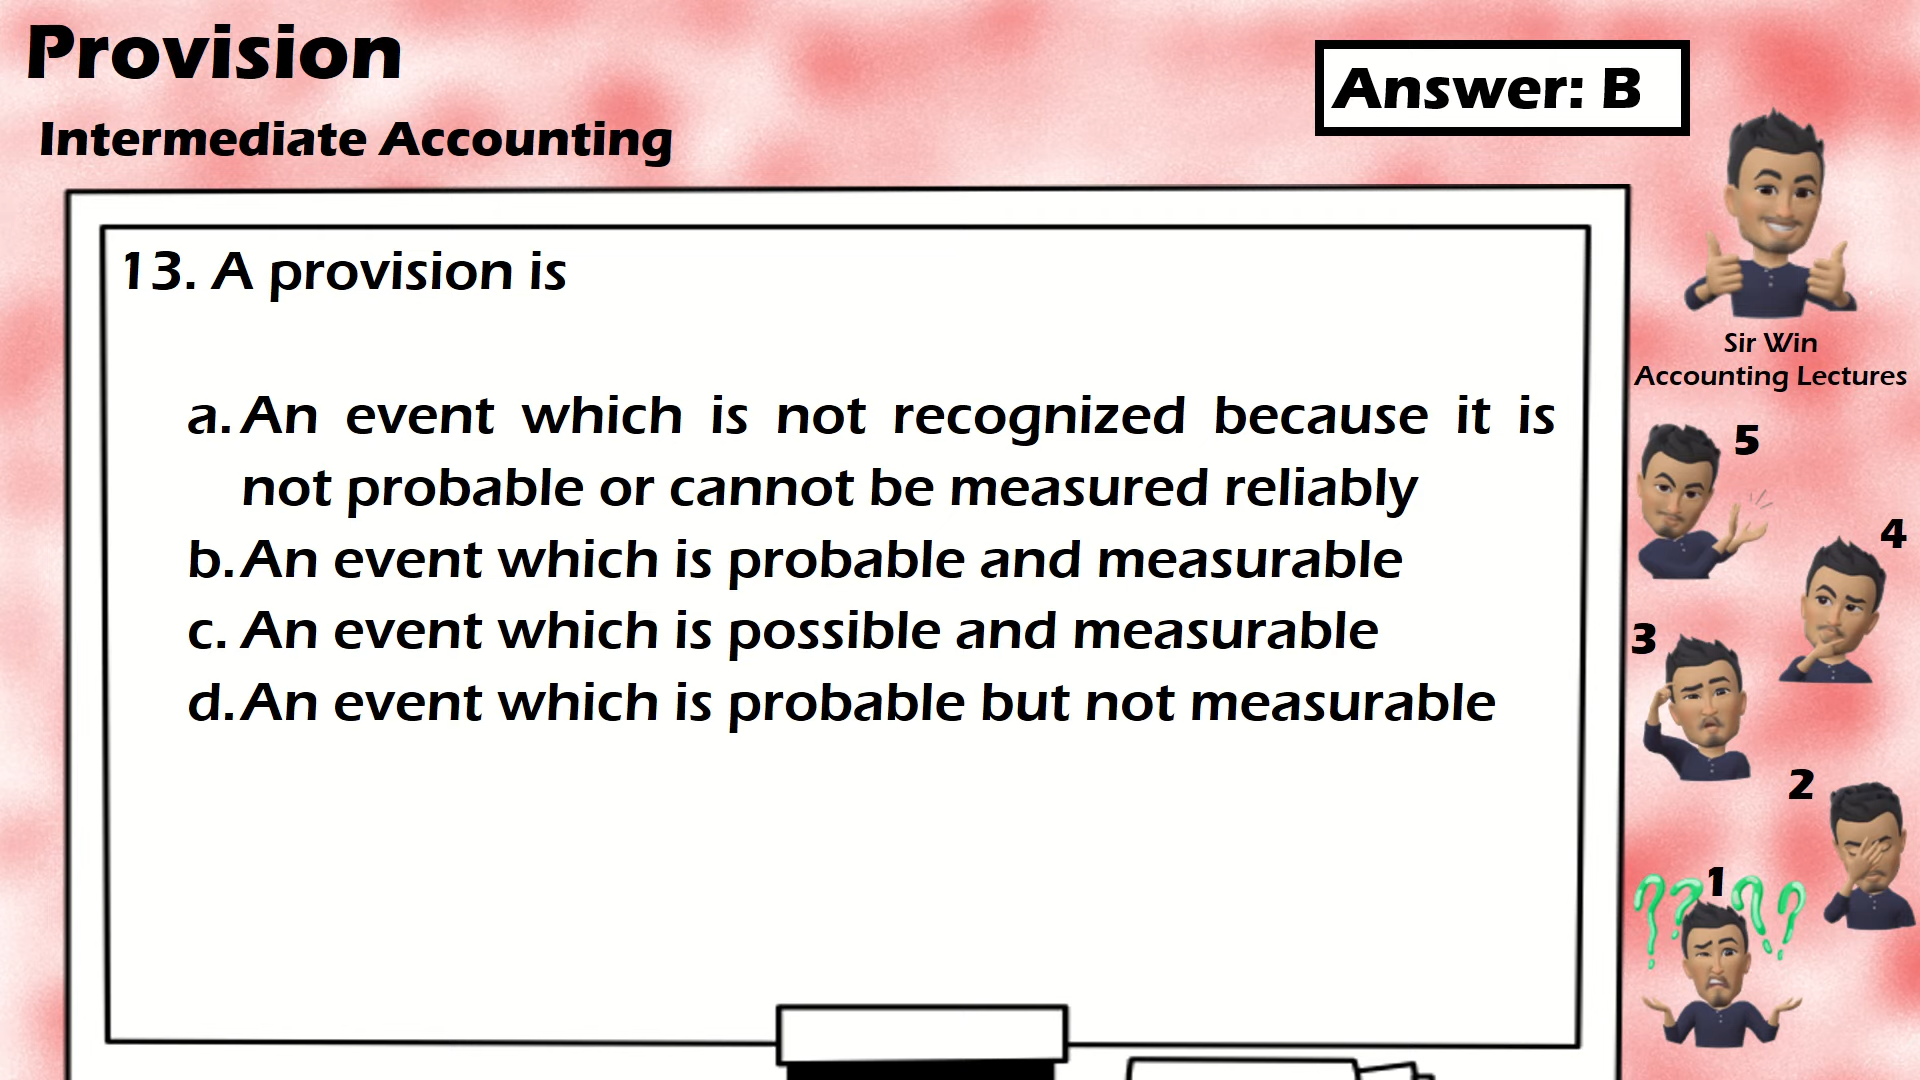 Provision
Intermediate Accounting
Answer: B
13. A provision is
a. An event which is not recognized because it is
not probable or cannot be measured reliably
b. An event which is probable and measurable
c. An event which is possible and measurable
d. An event which is probable but not measurable
Sir Win
Accounting Lectures
5
4
3
2
1
????